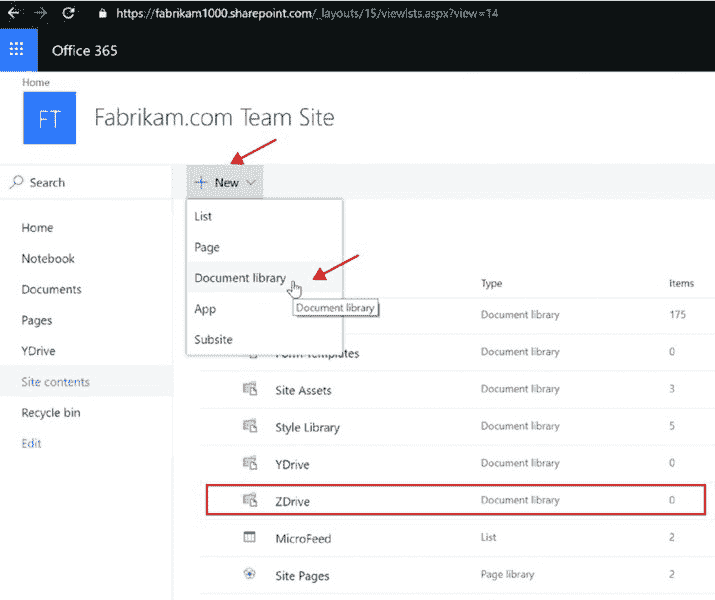 https://fabrikam1000.sharepoint.com/_layouts/15/viewlsts.aspx?view=14
Office 365
Home
FT
Fabrikam.com Team Site
Search
New
Home
Notebook
Documents
Pages
YDrive
Site contents
Recycle bin
Edit
List
Page
Document library
Document library
App
Subsite
Type Items
Document library 175
Form Templates Document library 0
Site Assets Document library 3
Style Library Document library 5
YDrive Document library 0
ZDrive Document library 0
MicroFeed List 2
Site Pages Page library 2